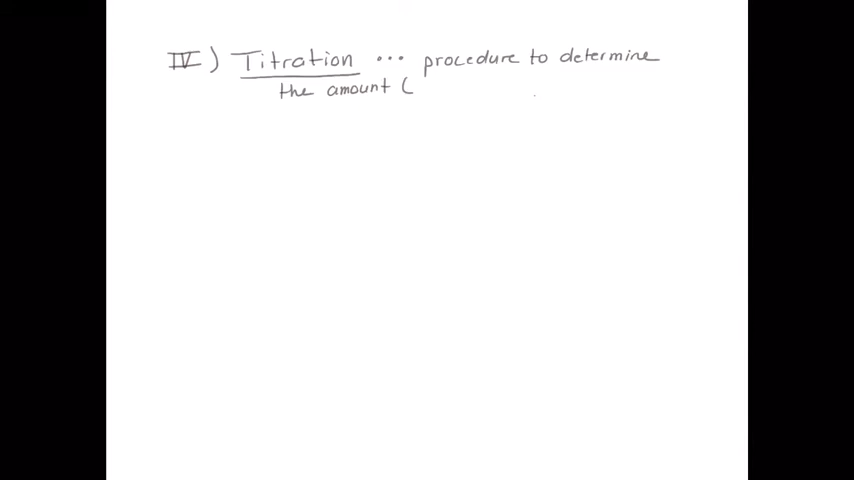 IV) Titration ... procedure to determine
the amount (